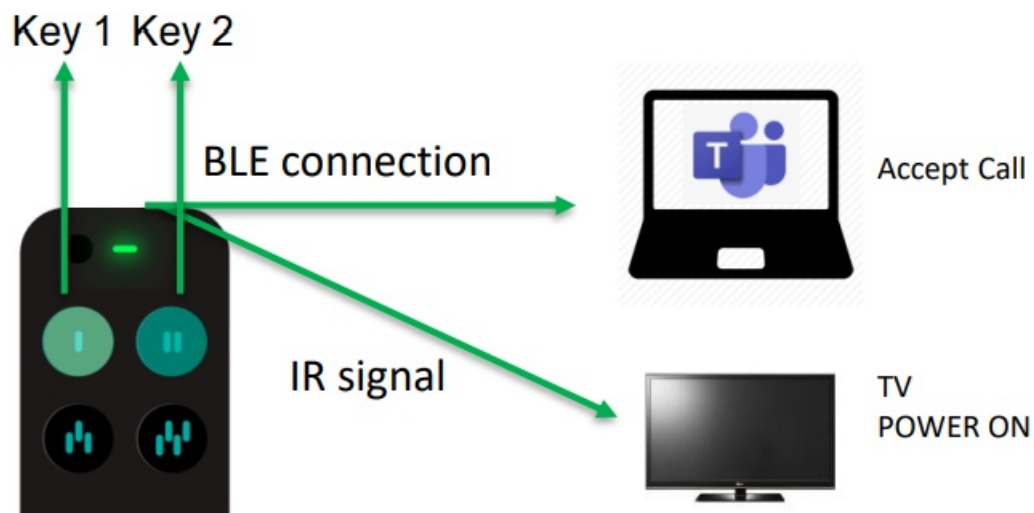 Key 1 Key 2
BLE connection
T
Accept Call
IR signal
TV
POWER ON